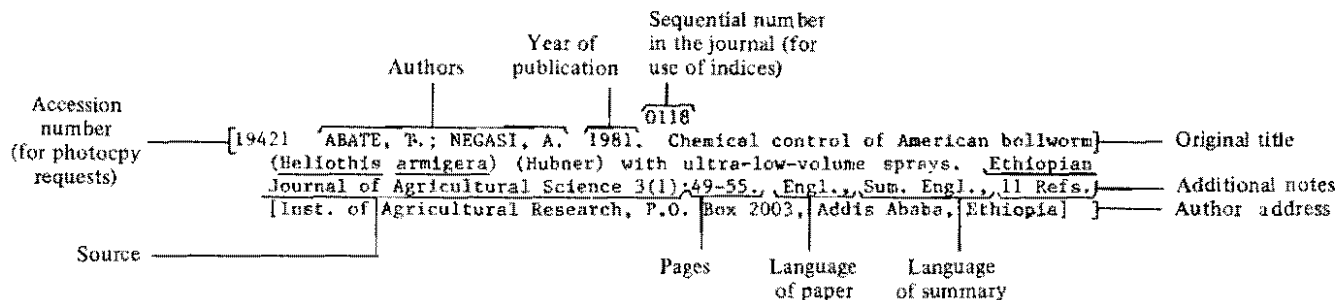 Sequential number
in the journal (for
use of indices)
Year of
publication
Authors
0118
Accession
number
(for photocpy
requests)
[19421 ABATE, T.; NEGASI, A. 1981. Chemical control of American bollworm]
(Heliothis armigera) (Hubner) with ultra-low-volume sprays. Ethiopian
Journal of Agricultural Science 3(1):49-55., Engl., Sum. Engl., 11 Refs.
[Inst. of Agricultural Research, P.O. Box 2003, Addis Ababa, Ethiopia]
Original title
Additional notes
Author address
Source
Pages
Language
of paper
Language
of summary